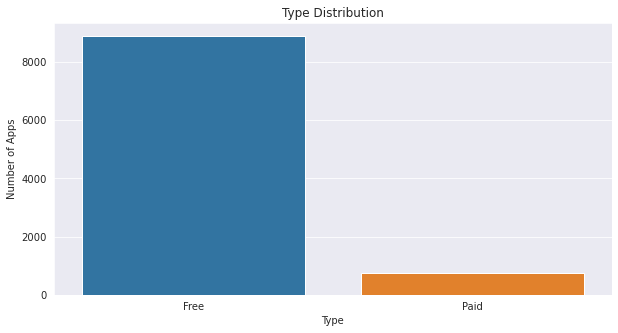 Type Distribution
Number of Apps
8000
6000
4000
2000
0
Free
Paid
Type